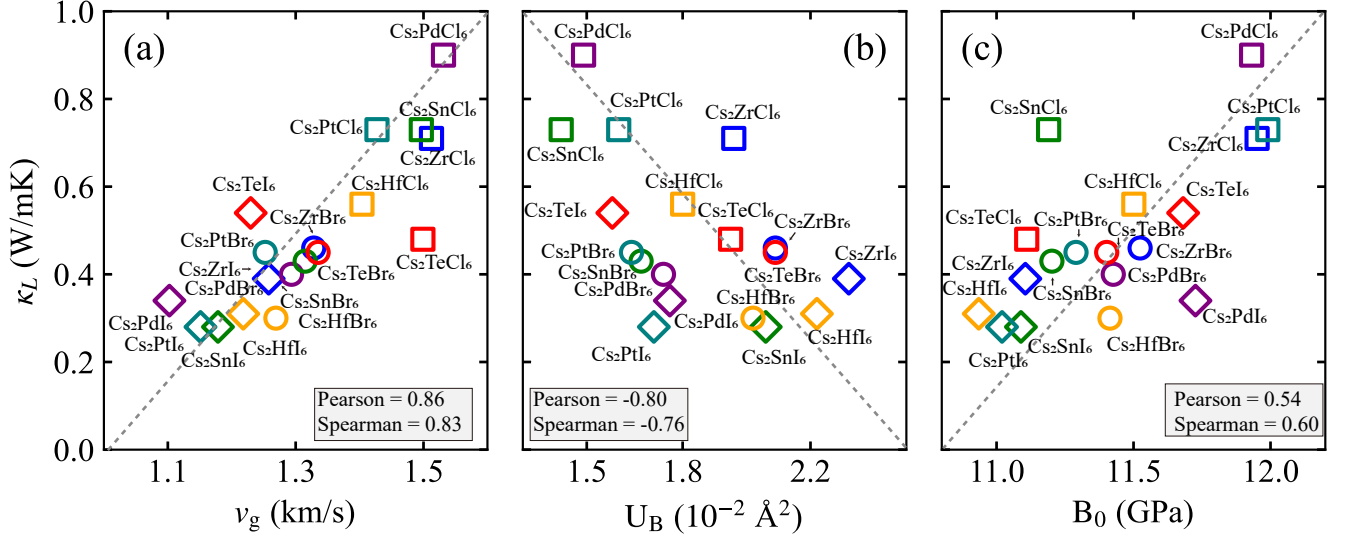 κL (W/mK)
1.0
0.8
0.6
0.4
0.2
0.0
(a)
Cs₂PdCl₆
Cs₂SnCl₆
Cs₂PtCl₆
Cs₂ZrCl₆
Cs₂TeI₆
Cs₂HfCl₆
Cs₂ZrBr₆
Cs₂PtBr₆
Cs₂TeCl₆
Cs₂ZrI₆
Cs₂TeBr₆
Cs₂PdBr₆
Cs₂SnBr₆
Cs₂PdI₆
Cs₂HfBr₆
Cs₂PtI₆
Cs₂HfI₆
Cs₂SnI₆
Pearson = 0.86
Spearman = 0.83
1.1 1.3 1.5
vg (km/s)
(b)
Cs₂PdCl₆
Cs₂PtCl₆
Cs₂ZrCl₆
Cs₂SnCl₆
Cs₂HfCl₆
Cs₂TeI₆
Cs₂TeCl₆
Cs₂ZrBr₆
Cs₂PtBr₆
Cs₂ZrI₆
Cs₂SnBr₆
Cs₂TeBr₆
Cs₂PdBr₆
Cs₂HfBr₆
Cs₂PdI₆
Cs₂HfI₆
Cs₂PtI₆
Cs₂SnI₆
Pearson = -0.80
Spearman = -0.76
1.5 1.8 2.2
UB (10⁻² Å²)
(c)
Cs₂PdCl₆
Cs₂SnCl₆
Cs₂PtCl₆
Cs₂ZrCl₆
Cs₂HfCl₆
Cs₂TeI₆
Cs₂TeCl₆
Cs₂PtBr₆
Cs₂TeBr₆
Cs₂ZrBr₆
Cs₂ZrI₆
Cs₂PdBr₆
Cs₂HfI₆
Cs₂SnBr₆
Cs₂PdI₆
Cs₂HfBr₆
Cs₂SnI₆
Cs₂PtI₆
Pearson = 0.54
Spearman = 0.60
11.0 11.5 12.0
B₀ (GPa)